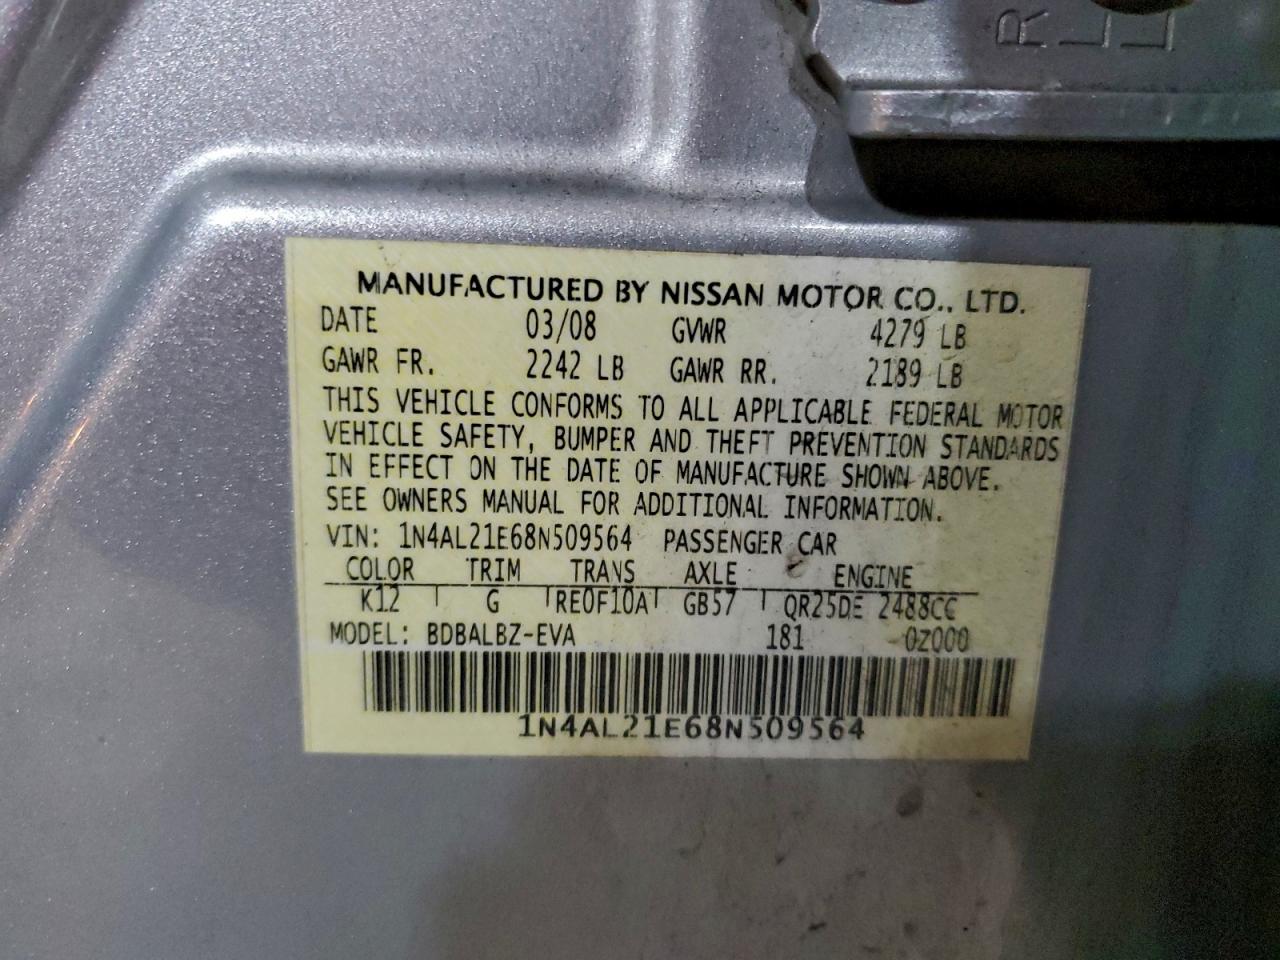 R
L
L
MANUFACTURED BY NISSAN MOTOR CO., LTD.
DATE 03/08 GVWR 4279 LB
GAWR FR. 2242 LB GAWR RR. 2189 LB
THIS VEHICLE CONFORMS TO ALL APPLICABLE FEDERAL MOTOR
VEHICLE SAFETY, BUMPER AND THEFT PREVENTION STANDARDS
IN EFFECT ON THE DATE OF MANUFACTURE SHOWN ABOVE.
SEE OWNERS MANUAL FOR ADDITIONAL INFORMATION.
VIN: 1N4AL21E68N509564 PASSENGER CAR
COLOR TRIM TRANS AXLE ENGINE
K12 G RE0F10A GB57 QR25DE 2488CC
MODEL: BDBALBZ-EVA 181 0Z000
1N4AL21E68N509564